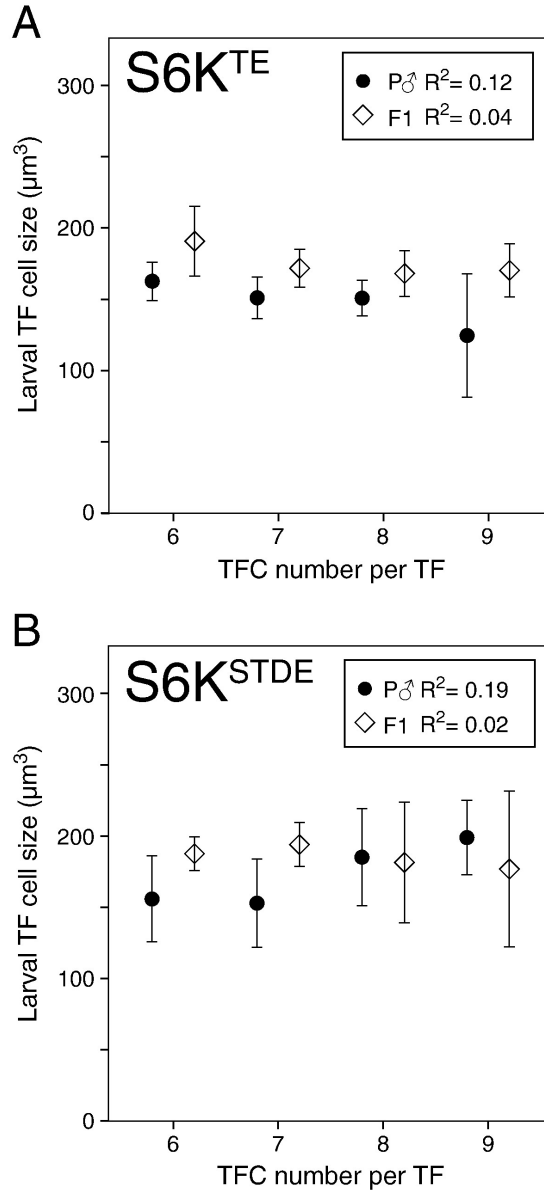 A
S6K^TE
P♂ R²= 0.12
F1 R²= 0.04
Larval TF cell size (µm³)
300
200
100
0
6 7 8 9
TFC number per TF
B
S6K^STDE
P♂ R²= 0.19
F1 R²= 0.02
Larval TF cell size (µm³)
300
200
100
0
6 7 8 9
TFC number per TF